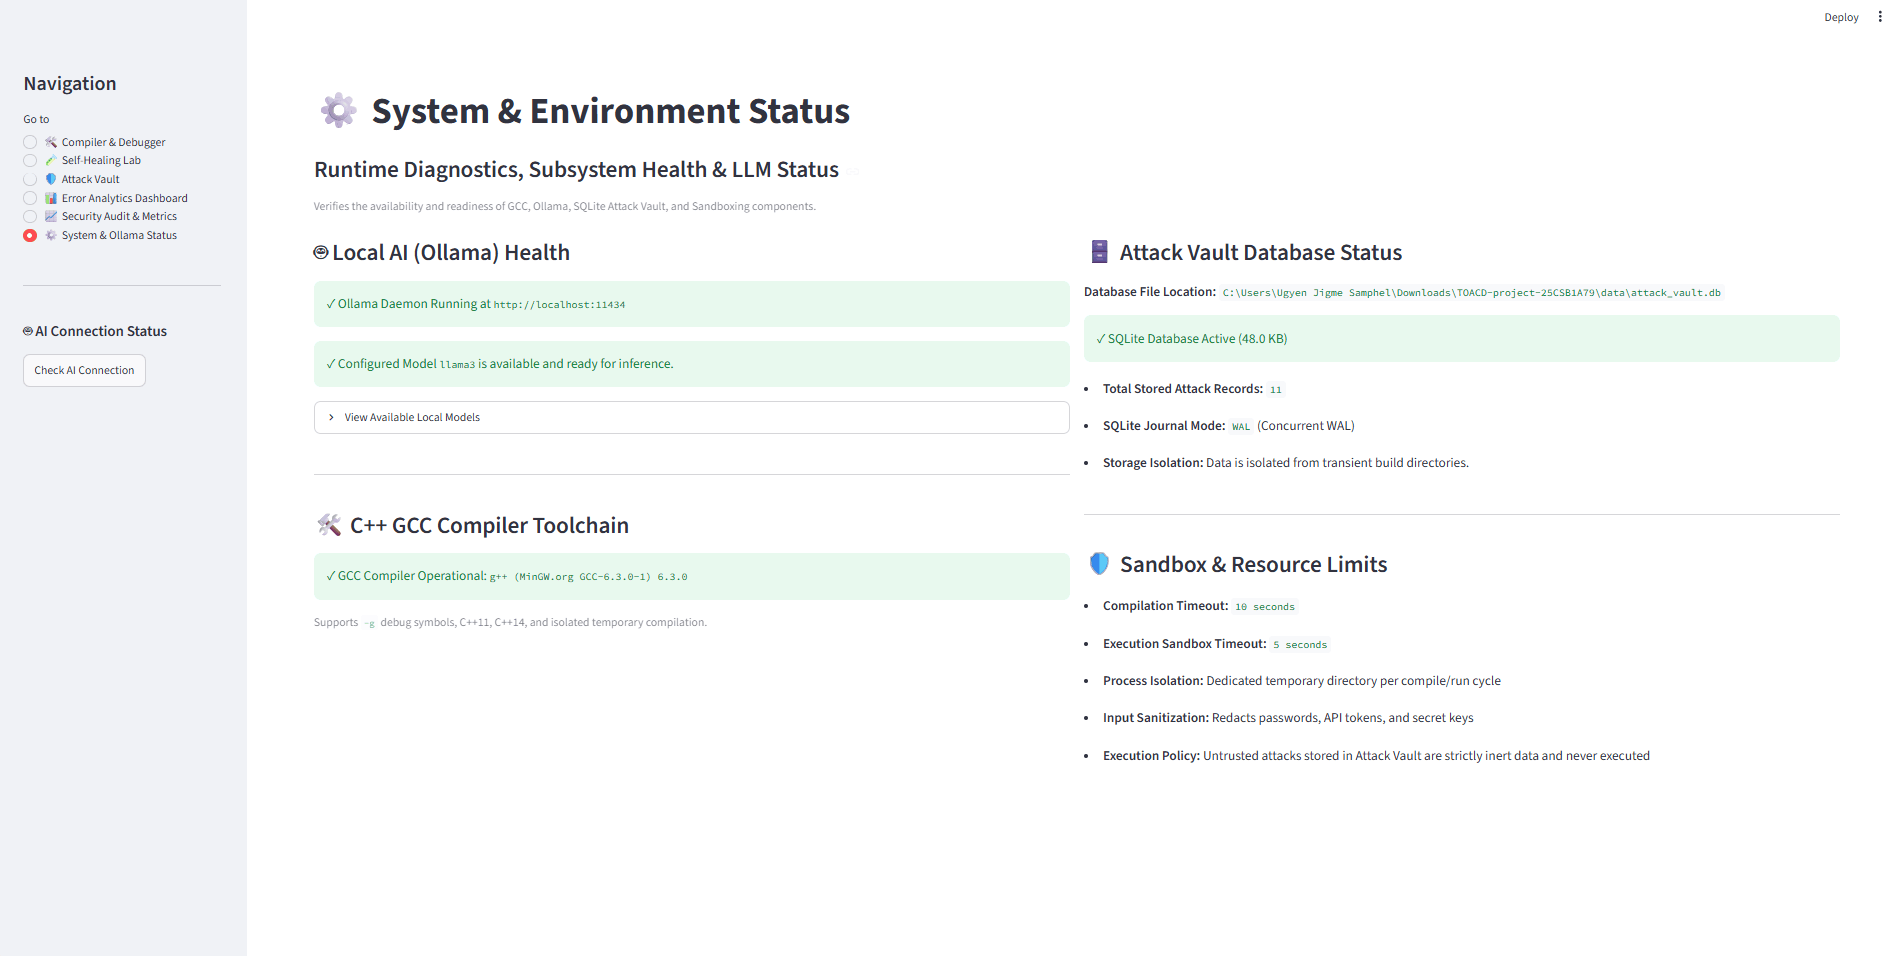 Deploy
Navigation
Go to
Compiler & Debugger
Self-Healing Lab
Attack Vault
Error Analytics Dashboard
Security Audit & Metrics
System & Ollama Status
AI Connection Status
Check AI Connection
System & Environment Status
Runtime Diagnostics, Subsystem Health & LLM Status
Verifies the availability and readiness of GCC, Ollama, SQLite Attack Vault, and Sandboxing components.
Local AI (Ollama) Health
✓ Ollama Daemon Running at http://localhost:11434
✓ Configured Model llama3 is available and ready for inference.
View Available Local Models
C++ GCC Compiler Toolchain
✓ GCC Compiler Operational: g++ (MinGW.org GCC-6.3.0-1) 6.3.0
Supports -g debug symbols, C++11, C++14, and isolated temporary compilation.
Attack Vault Database Status
Database File Location: C:\Users\Ugyen Jigme Samphel\Downloads\TOACD-project-25CSB1A79\data\attack_vault.db
✓ SQLite Database Active (48.0 KB)
• Total Stored Attack Records: 11
• SQLite Journal Mode: WAL (Concurrent WAL)
• Storage Isolation: Data is isolated from transient build directories.
Sandbox & Resource Limits
• Compilation Timeout: 10 seconds
• Execution Sandbox Timeout: 5 seconds
• Process Isolation: Dedicated temporary directory per compile/run cycle
• Input Sanitization: Redacts passwords, API tokens, and secret keys
• Execution Policy: Untrusted attacks stored in Attack Vault are strictly inert data and never executed